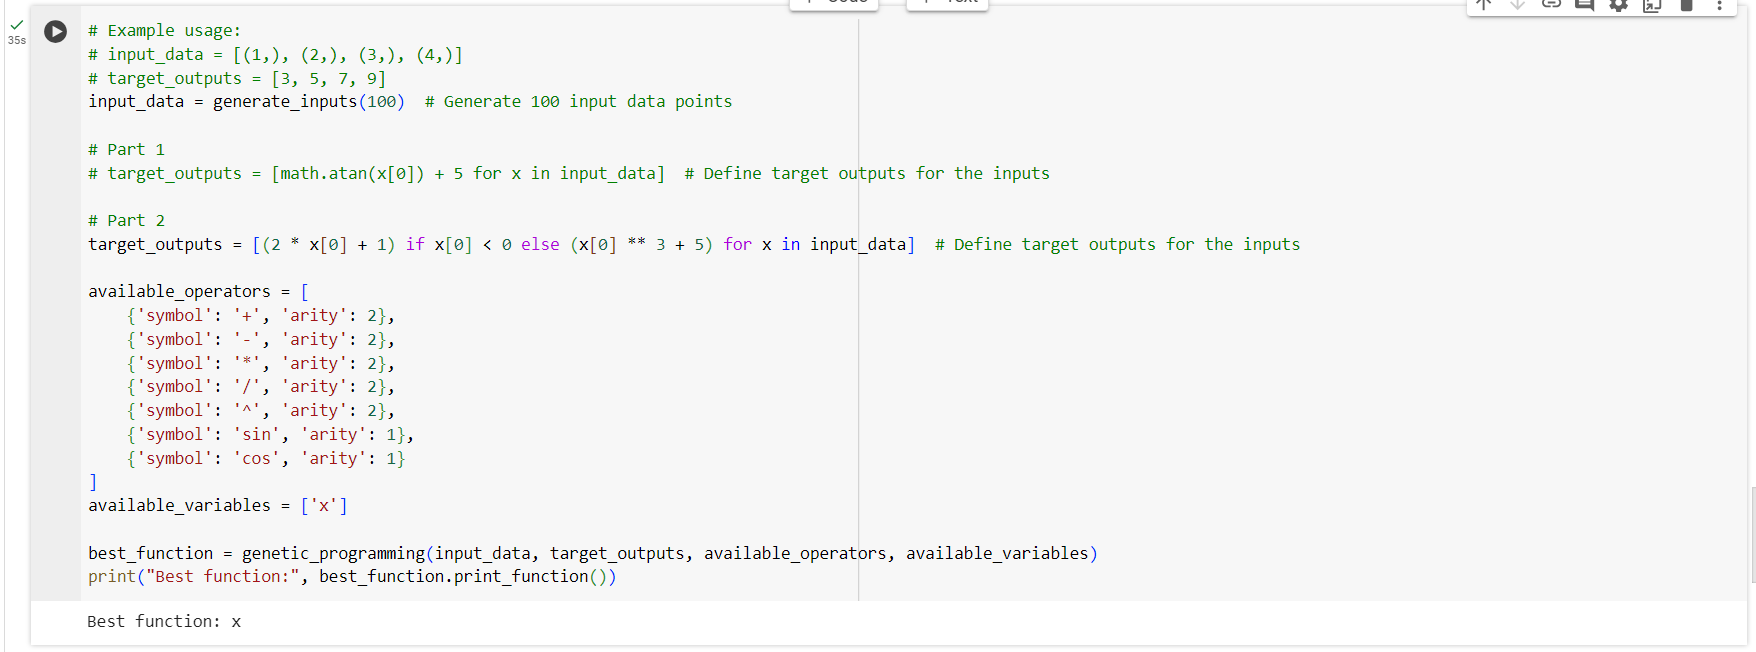 + Code + Text
35s
# Example usage:
# input_data = [(1,), (2,), (3,), (4,)]
# target_outputs = [3, 5, 7, 9]
input_data = generate_inputs(100)  # Generate 100 input data points
# Part 1
# target_outputs = [math.atan(x[0]) + 5 for x in input_data]  # Define target outputs for the inputs
# Part 2
target_outputs = [(2 * x[0] + 1) if x[0] < 0 else (x[0] ** 3 + 5) for x in input_data]  # Define target outputs for the inputs
available_operators = [
    {'symbol': '+', 'arity': 2},
    {'symbol': '-', 'arity': 2},
    {'symbol': '*', 'arity': 2},
    {'symbol': '/', 'arity': 2},
    {'symbol': '^', 'arity': 2},
    {'symbol': 'sin', 'arity': 1},
    {'symbol': 'cos', 'arity': 1}
]
available_variables = ['x']
best_function = genetic_programming(input_data, target_outputs, available_operators, available_variables)
print("Best function:", best_function.print_function())
Best function: x